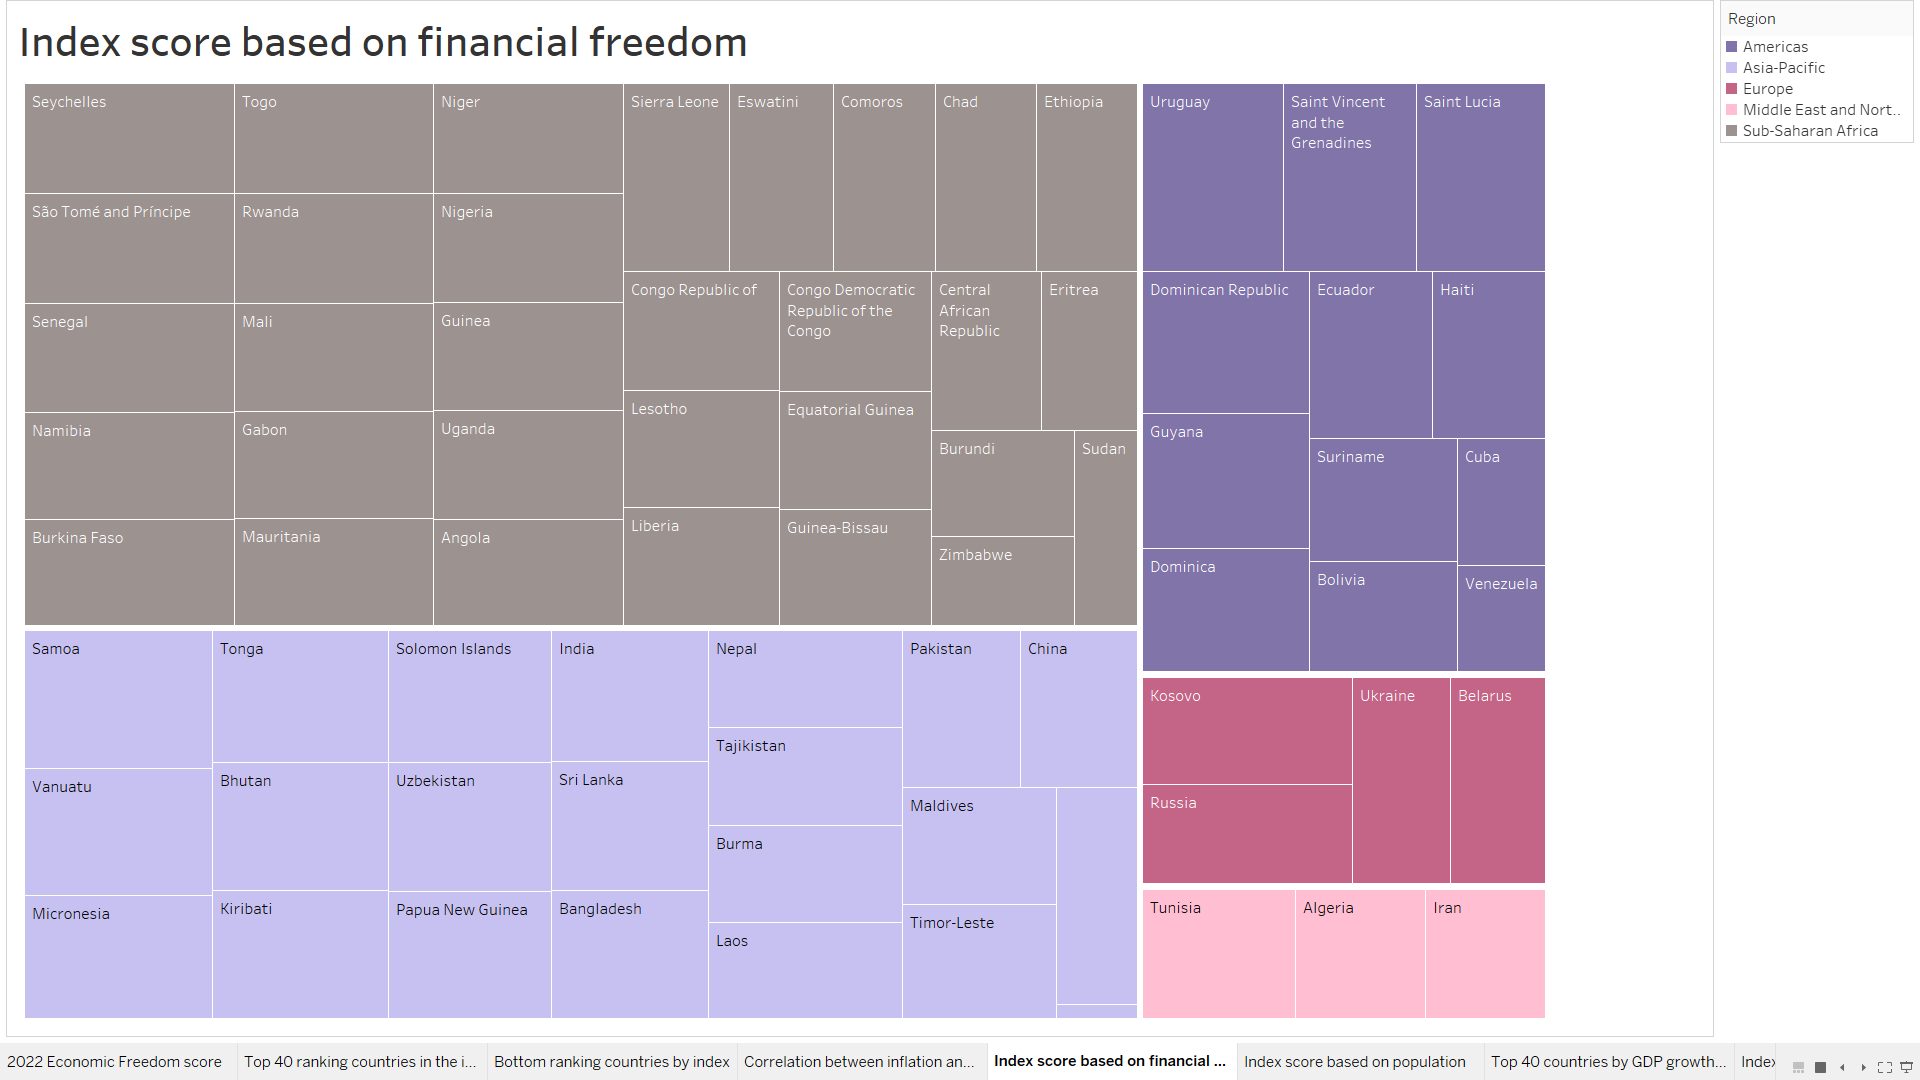 Index score based on financial freedom
Region
Americas
Asia-Pacific
Europe
Middle East and Nort..
Sub-Saharan Africa
Seychelles
Togo
Niger
Sierra Leone
Eswatini
Comoros
Chad
Ethiopia
São Tomé and Príncipe
Rwanda
Nigeria
Senegal
Mali
Guinea
Congo Republic of
Congo Democratic
Republic of the
Congo
Central
African
Republic
Eritrea
Namibia
Gabon
Uganda
Lesotho
Equatorial Guinea
Burundi
Sudan
Burkina Faso
Mauritania
Angola
Liberia
Guinea-Bissau
Zimbabwe
Uruguay
Saint Vincent
and the
Grenadines
Saint Lucia
Dominican Republic
Ecuador
Haiti
Guyana
Suriname
Cuba
Dominica
Bolivia
Venezuela
Samoa
Tonga
Solomon Islands
India
Nepal
Pakistan
China
Vanuatu
Bhutan
Uzbekistan
Sri Lanka
Tajikistan
Maldives
Burma
Micronesia
Kiribati
Papua New Guinea
Bangladesh
Laos
Timor-Leste
Kosovo
Ukraine
Belarus
Russia
Tunisia
Algeria
Iran
2022 Economic Freedom score
Top 40 ranking countries in the i...
Bottom ranking countries by index
Correlation between inflation an...
Index score based on financial ...
Index score based on population
Top 40 countries by GDP growth...
Index